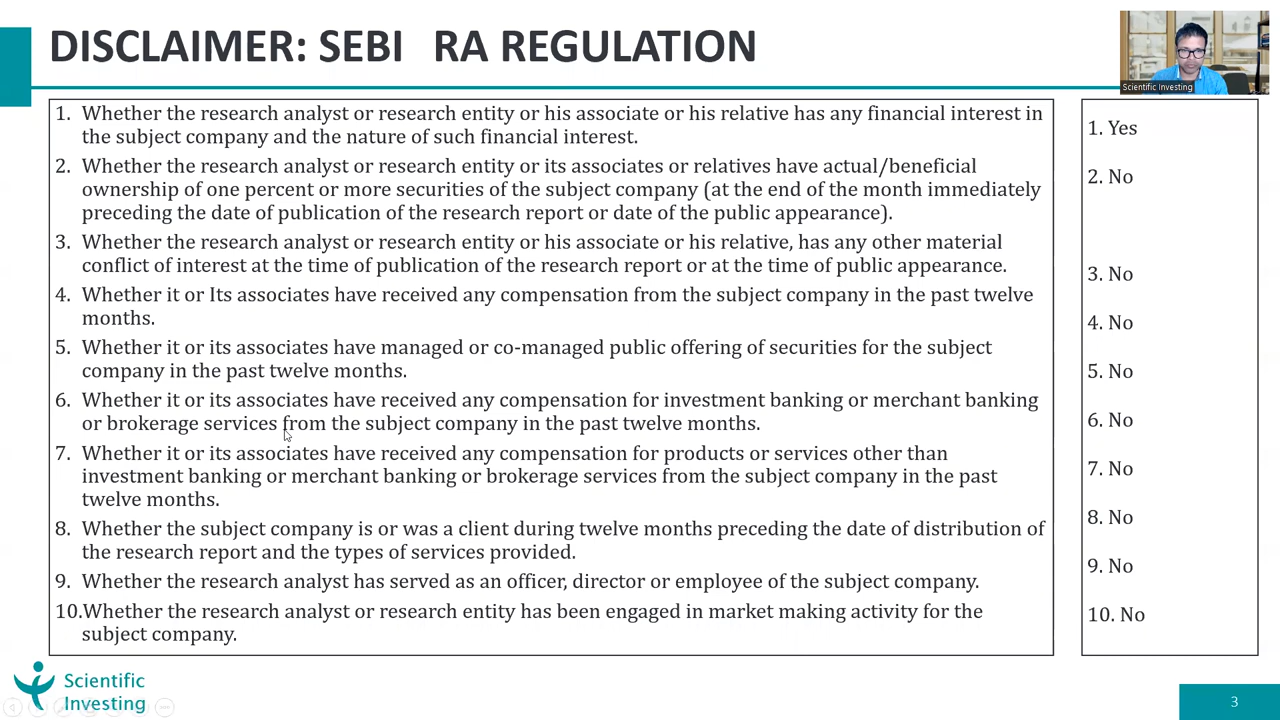 DISCLAIMER: SEBI RA REGULATION
Scientific Investing
1. Whether the research analyst or research entity or his associate or his relative has any financial interest in
the subject company and the nature of such financial interest.
2. Whether the research analyst or research entity or its associates or relatives have actual/beneficial
ownership of one percent or more securities of the subject company (at the end of the month immediately
preceding the date of publication of the research report or date of the public appearance).
3. Whether the research analyst or research entity or his associate or his relative, has any other material
conflict of interest at the time of publication of the research report or at the time of public appearance.
4. Whether it or Its associates have received any compensation from the subject company in the past twelve
months.
5. Whether it or its associates have managed or co-managed public offering of securities for the subject
company in the past twelve months.
6. Whether it or its associates have received any compensation for investment banking or merchant banking
or brokerage services from the subject company in the past twelve months.
7. Whether it or its associates have received any compensation for products or services other than
investment banking or merchant banking or brokerage services from the subject company in the past
twelve months.
8. Whether the subject company is or was a client during twelve months preceding the date of distribution of
the research report and the types of services provided.
9. Whether the research analyst has served as an officer, director or employee of the subject company.
10.Whether the research analyst or research entity has been engaged in market making activity for the
subject company.
1. Yes
2. No
3. No
4. No
5. No
6. No
7. No
8. No
9. No
10. No
Scientific
Investing
3